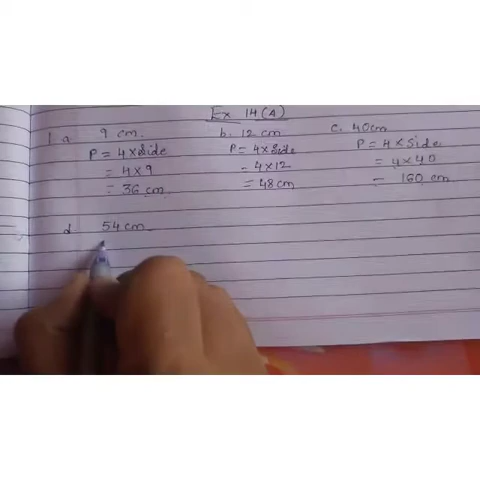 Ex 14(A)
1 a 9 cm.
P = 4×Side
= 4×9
= 36 cm
b. 12 cm
P = 4×Side
= 4×12
= 48 cm
c. 40cm
P = 4×Side
= 4×40
= 160 cm
d 54 cm